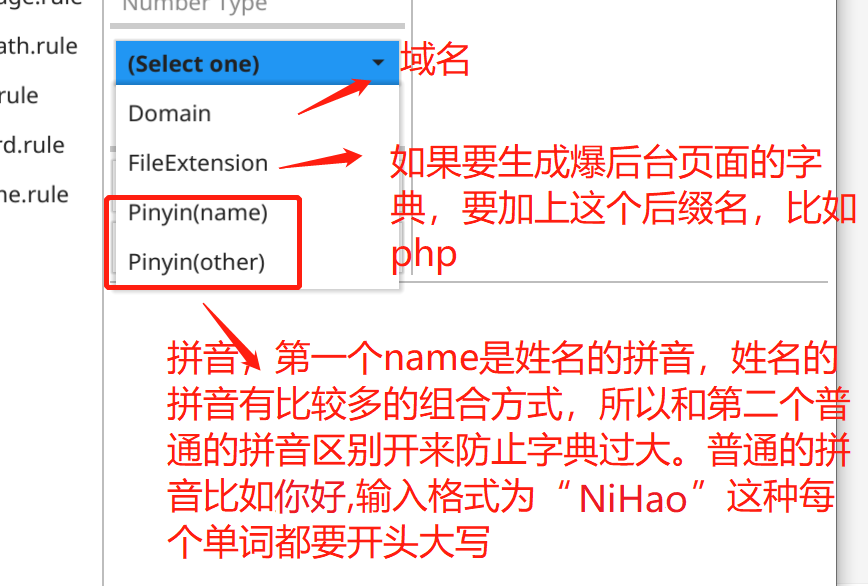 Number Type
age.rule
ath.rule
rule
rd.rule
me.rule
(Select one)
域名
Domain
FileExtension
如果要生成爆后台页面的字
典，要加上这个后缀名，比如
php
Pinyin(name)
Pinyin(other)
拼音，第一个name是姓名的拼音，姓名的
拼音有比较多的组合方式，所以和第二个普
通的拼音区别开来防止字典过大。普通的拼
音比如你好,输入格式为“NiHao”这种每
个单词都要开头大写